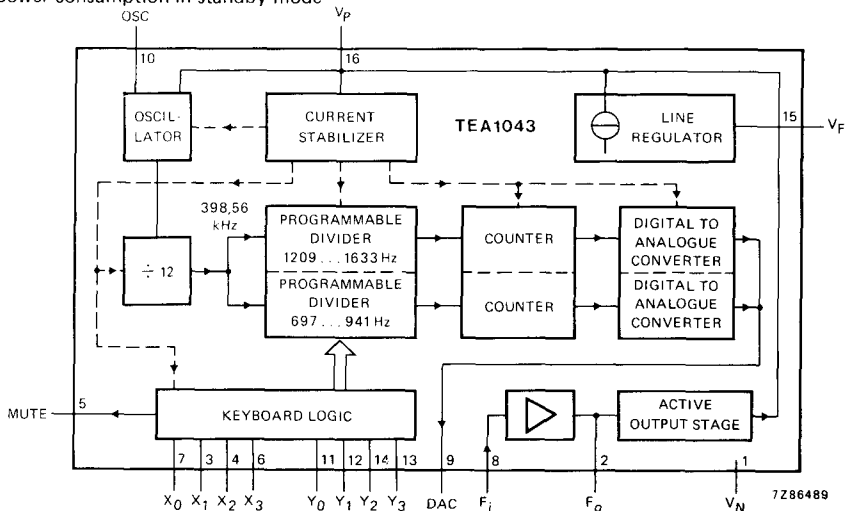 power consumption in standby mode
OSC
VP
10
16
OSCIL-
LATOR
CURRENT
STABILIZER
TEA1043
LINE
REGULATOR
15
VF
398,56
kHz
÷ 12
PROGRAMMABLE
DIVIDER
1209 . . . 1633 Hz
PROGRAMMABLE
DIVIDER
697 . . . 941 Hz
COUNTER
COUNTER
DIGITAL TO
ANALOGUE
CONVERTER
DIGITAL TO
ANALOGUE
CONVERTER
MUTE
5
KEYBOARD LOGIC
ACTIVE
OUTPUT STAGE
7 3 4 6 11 12 14 13 9 8 2 1
X0 X1 X2 X3 Y0 Y1 Y2 Y3 DAC Fi Fo VN
7Z86489